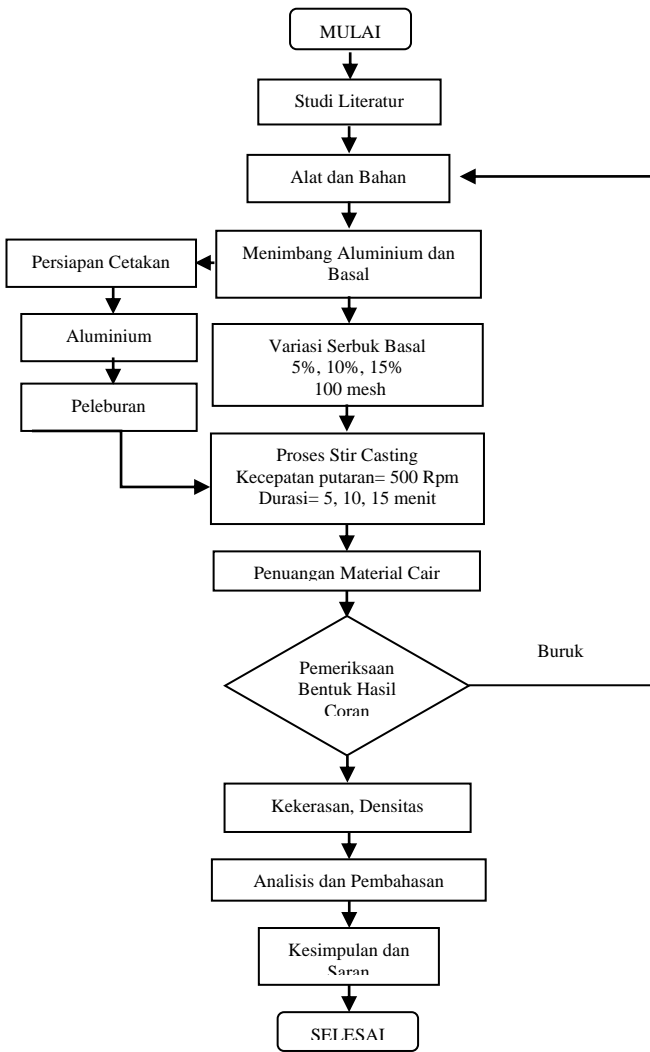 MULAI
Studi Literatur
Alat dan Bahan
Menimbang Aluminium dan
Basal
Persiapan Cetakan
Aluminium
Peleburan
Variasi Serbuk Basal
5%, 10%, 15%
100 mesh
Proses Stir Casting
Kecepatan putaran= 500 Rpm
Durasi= 5, 10, 15 menit
Penuangan Material Cair
Pemeriksaan
Bentuk Hasil
Coran
Buruk
Kekerasan, Densitas
Analisis dan Pembahasan
Kesimpulan dan
Saran
SELESAI